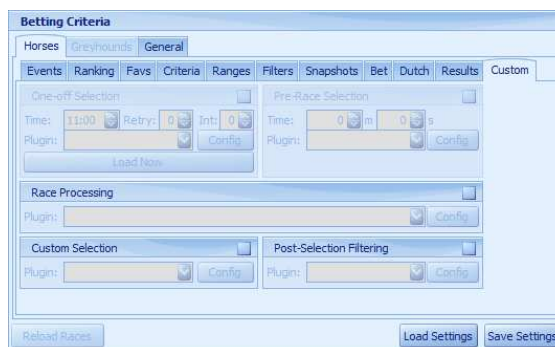 Betting Criteria
Horses Greyhounds General
Events Ranking Favs Criteria Ranges Filters Snapshots Bet Dutch Results Custom
One-off Selection Pre-Race Selection
Time: 11:00 Retry: 0 Int: 0 Time: 0 m 0 s
Plugin: Config Plugin: Config
Load Now
Race Processing
Plugin: Config
Custom Selection Post-Selection Filtering
Plugin: Config Plugin: Config
Reload Races Load Settings Save Settings